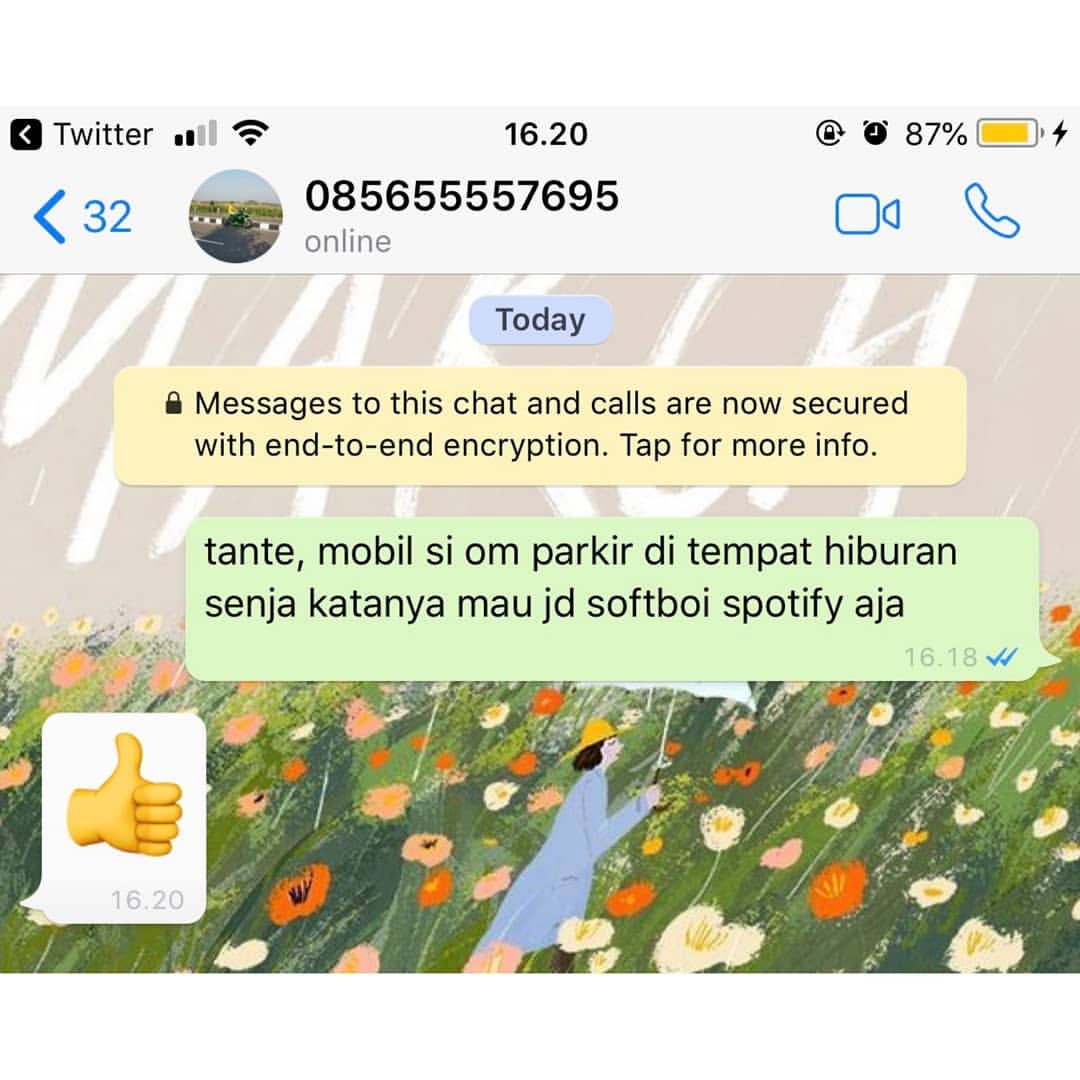 Twitter 16.20 87%
32 085655557695
online
Today
Messages to this chat and calls are now secured
with end-to-end encryption. Tap for more info.
tante, mobil si om parkir di tempat hiburan
senja katanya mau jd softboi spotify aja
16.18
👍
16.20